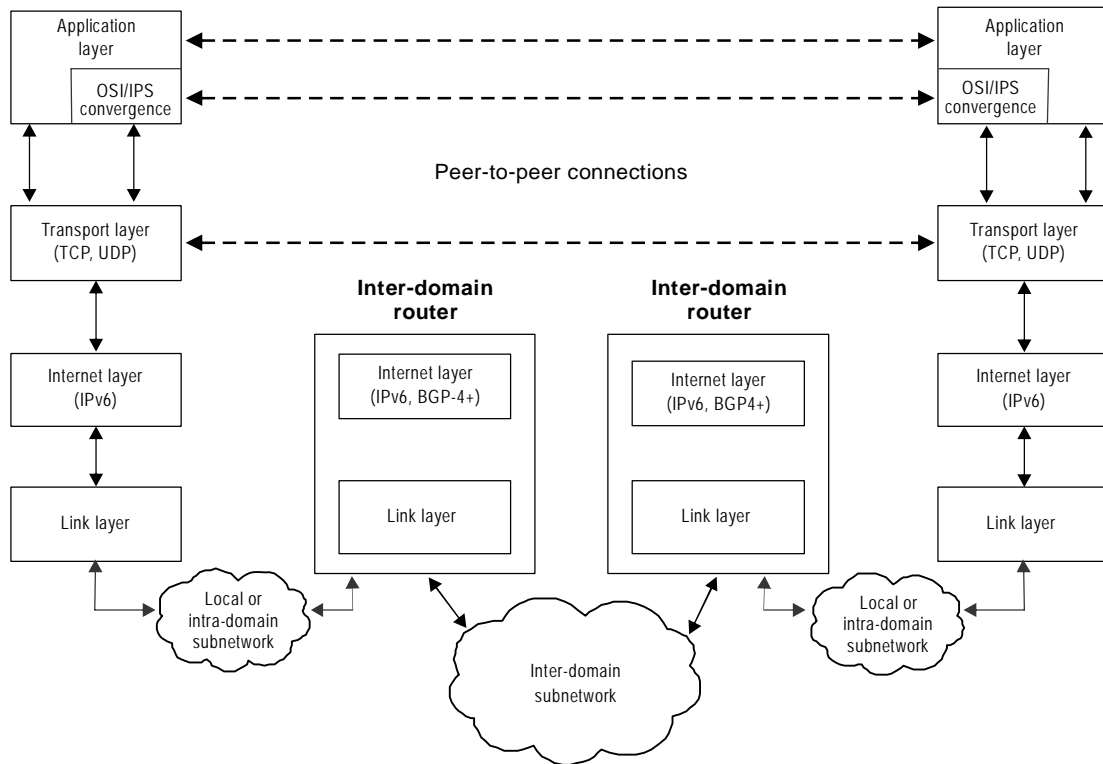 Application
layer
OSI/IPS
convergence
Application
layer
OSI/IPS
convergence
Peer-to-peer connections
Transport layer
(TCP, UDP)
Transport layer
(TCP, UDP)
Inter-domain
router
Inter-domain
router
Internet layer
(IPv6)
Internet layer
(IPv6, BGP-4+)
Internet layer
(IPv6, BGP4+)
Internet layer
(IPv6)
Link layer
Link layer
Link layer
Link layer
Local or
intra-domain
subnetwork
Local or
intra-domain
subnetwork
Inter-domain
subnetwork